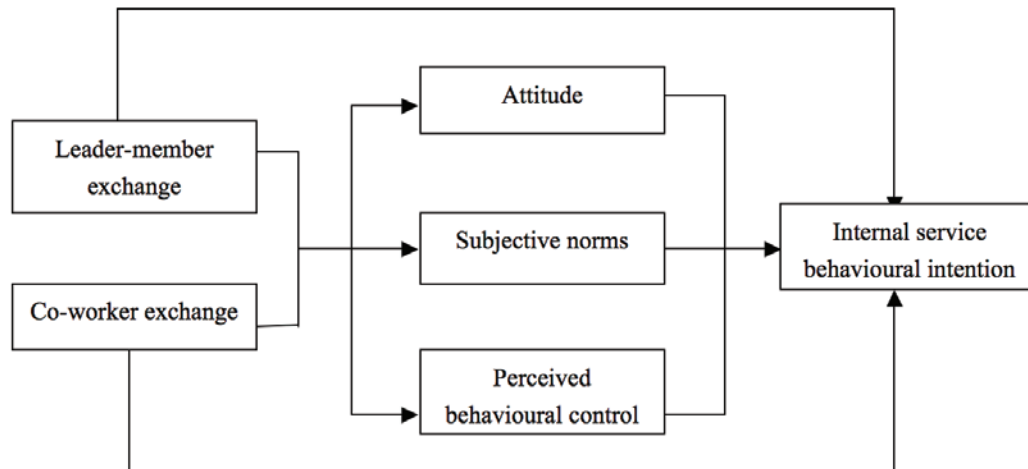 Attitude
Leader-member
exchange
Subjective norms
Internal service
behavioural intention
Co-worker exchange
Perceived
behavioural control